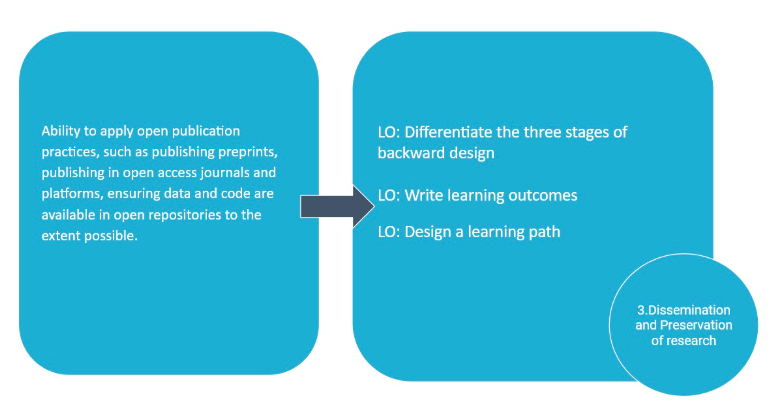 Ability to apply open publication
practices, such as publishing preprints,
publishing in open access journals and
platforms, ensuring data and code are
available in open repositories to the
extent possible.
LO: Differentiate the three stages of
backward design
LO: Write learning outcomes
LO: Design a learning path
3.Dissemination
and Preservation
of research